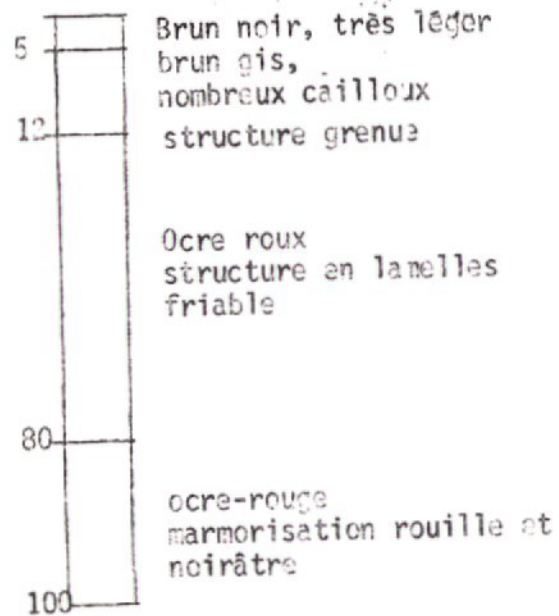 Brun noir, très léger
5 brun gis,
nombreux cailloux
12 structure grenue
Ocre roux
structure en lamelles
friable
80
ocre-rouge
marmorisation rouille et
noirâtre
100